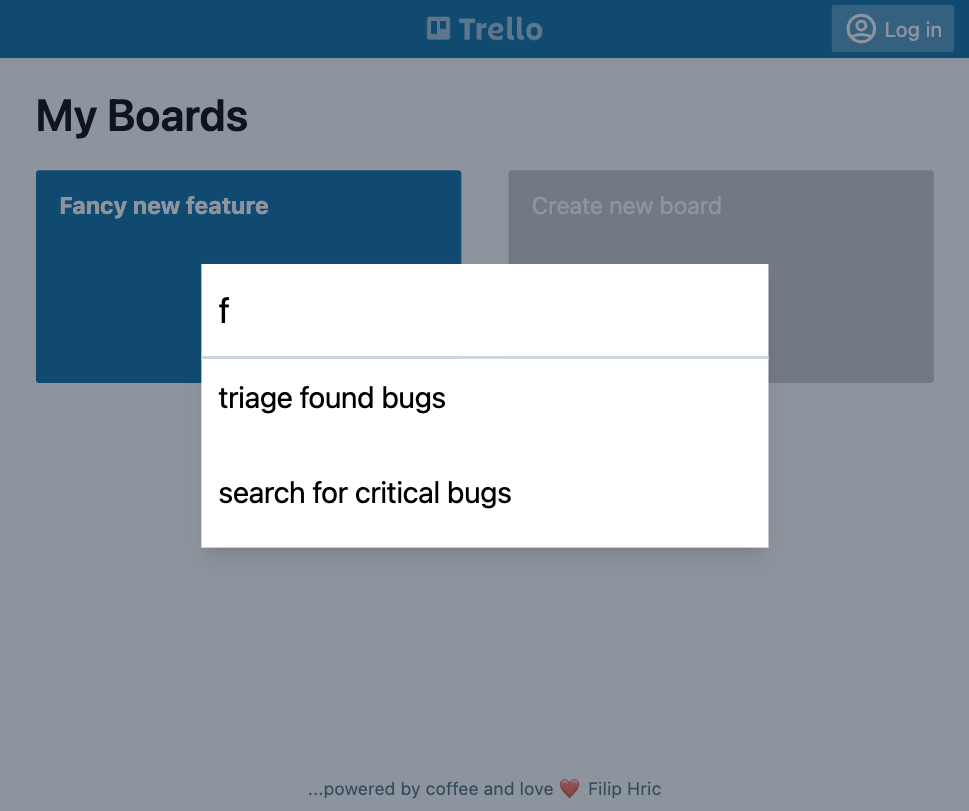 Trello
Log in
My Boards
Fancy new feature
Create new board
f
triage found bugs
search for critical bugs
...powered by coffee and love ❤️ Filip Hric